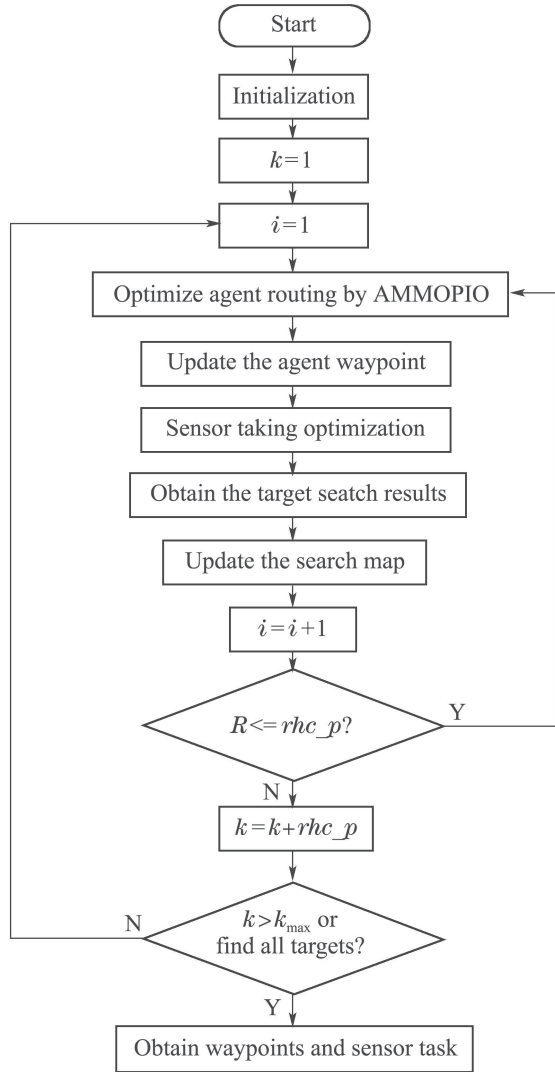 Start
Initialization
k=1
i=1
Optimize agent routing by AMMOPIO
Update the agent waypoint
Sensor taking optimization
Obtain the target seatch results
Update the search map
i=i+1
R<=rhc_p?
Y
N
k=k+rhc_p
N
k>kmax or
find all targets?
Y
Obtain waypoints and sensor task